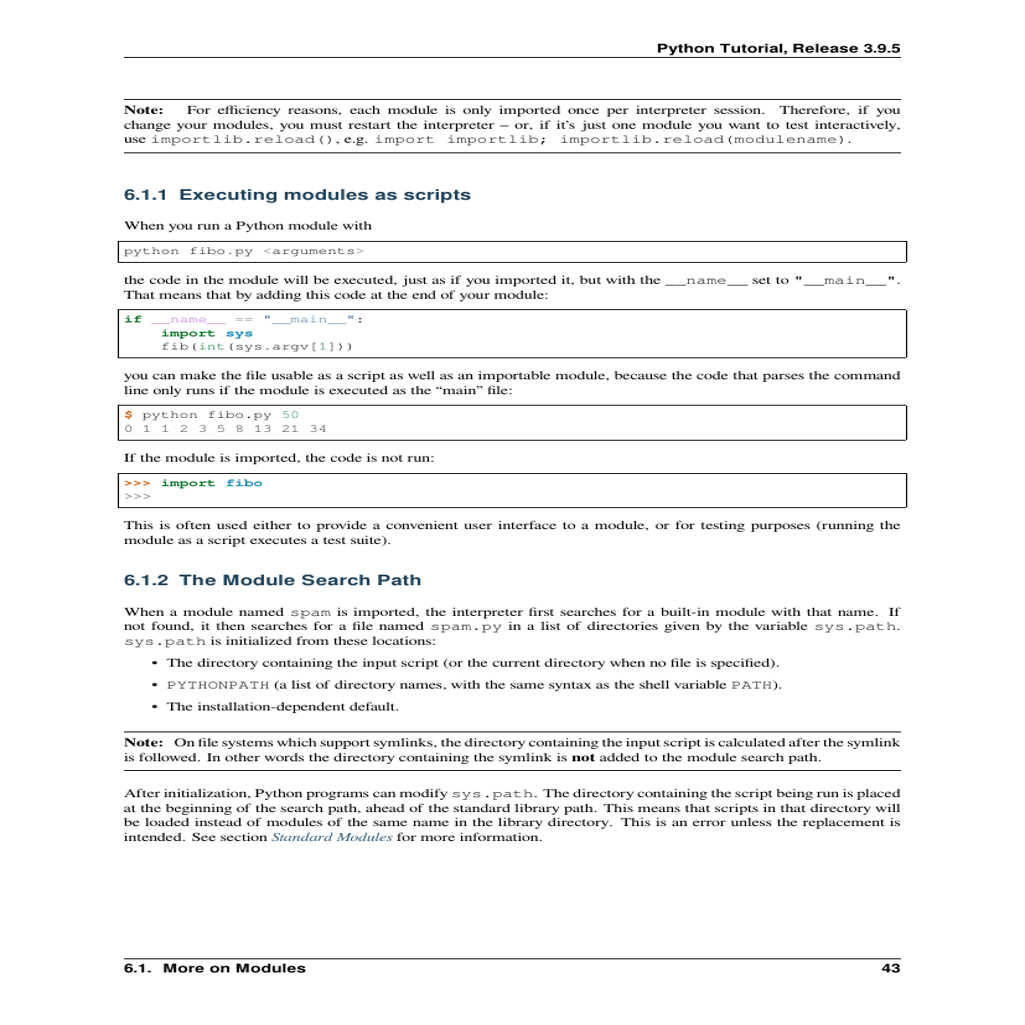 Python Tutorial, Release 3.9.5
Note: For efficiency reasons, each module is only imported once per interpreter session. Therefore, if you
change your modules, you must restart the interpreter – or, if it's just one module you want to test interactively,
use importlib.reload(), e.g. import importlib; importlib.reload(modulename).
6.1.1 Executing modules as scripts
When you run a Python module with
python fibo.py <arguments>
the code in the module will be executed, just as if you imported it, but with the __name__ set to "__main__".
That means that by adding this code at the end of your module:
if __name__ == "__main__":
    import sys
    fib(int(sys.argv[1]))
you can make the file usable as a script as well as an importable module, because the code that parses the command
line only runs if the module is executed as the “main” file:
$ python fibo.py 50
0 1 1 2 3 5 8 13 21 34
If the module is imported, the code is not run:
>>> import fibo
>>>
This is often used either to provide a convenient user interface to a module, or for testing purposes (running the
module as a script executes a test suite).
6.1.2 The Module Search Path
When a module named spam is imported, the interpreter first searches for a built-in module with that name. If
not found, it then searches for a file named spam.py in a list of directories given by the variable sys.path.
sys.path is initialized from these locations:
• The directory containing the input script (or the current directory when no file is specified).
• PYTHONPATH (a list of directory names, with the same syntax as the shell variable PATH).
• The installation-dependent default.
Note: On file systems which support symlinks, the directory containing the input script is calculated after the symlink
is followed. In other words the directory containing the symlink is not added to the module search path.
After initialization, Python programs can modify sys.path. The directory containing the script being run is placed
at the beginning of the search path, ahead of the standard library path. This means that scripts in that directory will
be loaded instead of modules of the same name in the library directory. This is an error unless the replacement is
intended. See section Standard Modules for more information.
6.1. More on Modules
43